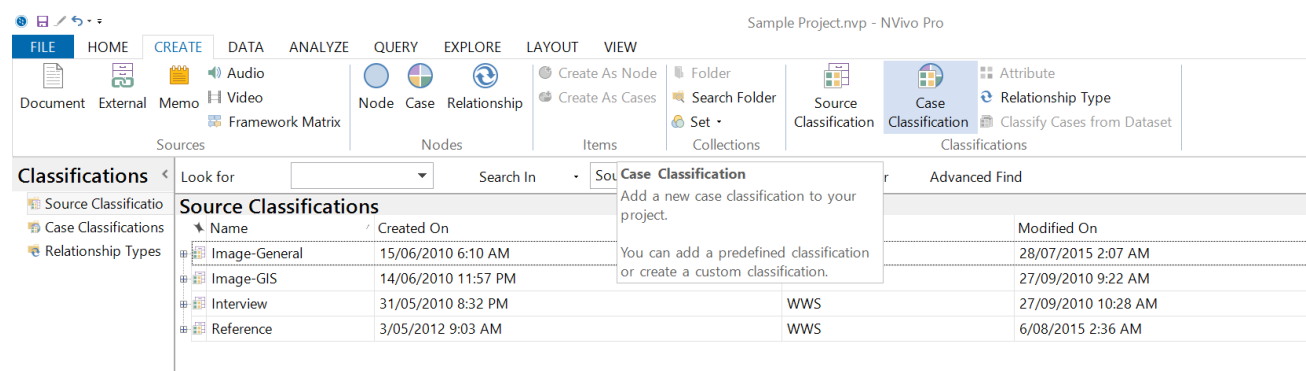 Sample Project.nvp - NVivo Pro
FILE HOME CREATE DATA ANALYZE QUERY EXPLORE LAYOUT VIEW
Document External Memo
Audio
Video
Framework Matrix
Sources
Node Case Relationship
Nodes
Create As Node
Create As Cases
Items
Folder
Search Folder
Set
Collections
Source
Classification
Case
Classification
Attribute
Relationship Type
Classify Cases from Dataset
Classifications
Classifications
Source Classificatio
Case Classifications
Relationship Types
Look for Search In Sou r Advanced Find
Case Classification
Add a new case classification to your
project.
You can add a predefined classification
or create a custom classification.
Source Classifications
Name Created On Modified On
Image-General 15/06/2010 6:10 AM 28/07/2015 2:07 AM
Image-GIS 14/06/2010 11:57 PM 27/09/2010 9:22 AM
Interview 31/05/2010 8:32 PM WWS 27/09/2010 10:28 AM
Reference 3/05/2012 9:03 AM WWS 6/08/2015 2:36 AM